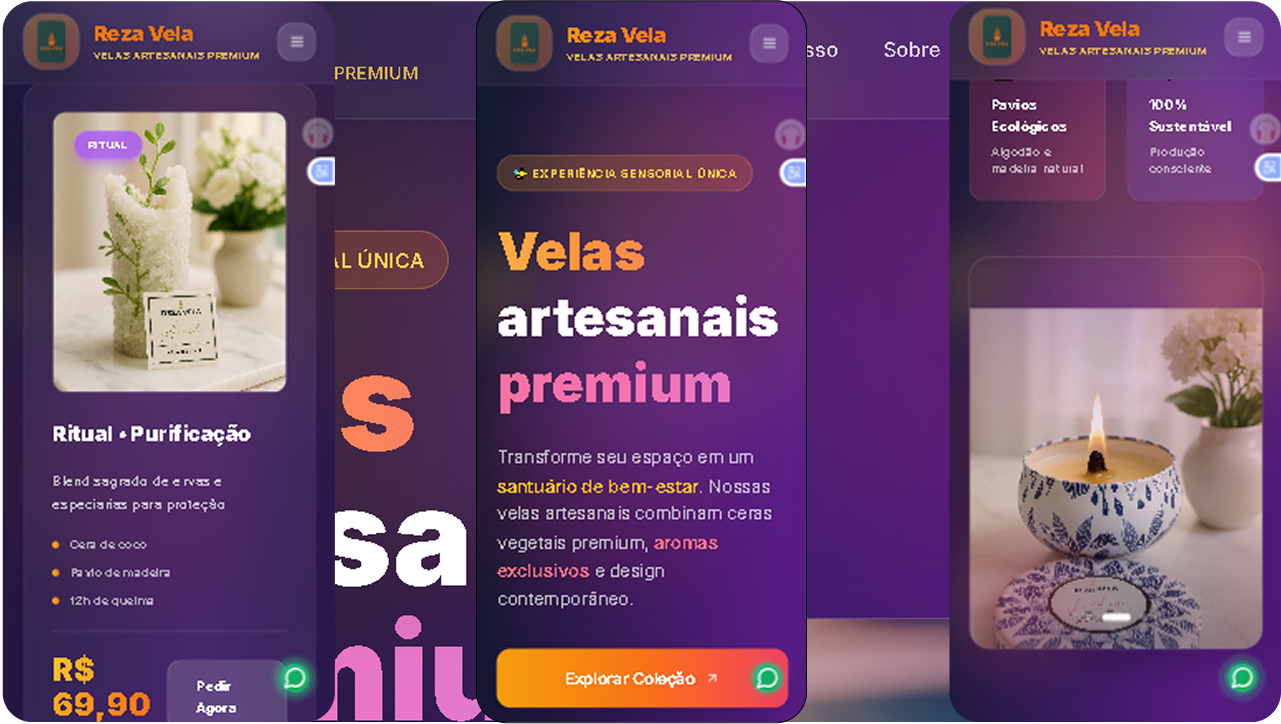 Reza Vela
VELAS ARTESANAIS PREMIUM
RITUAL
Ritual • Purificação
Blend sagrado de ervas e
especiarias para proteção
Cera de coco
Pavio de madeira
12h de queima
R$
69,90
Pedir
Agora
PREMIUM
AL ÚNICA
s
sa
niu
Reza Vela
VELAS ARTESANAIS PREMIUM
EXPERIÊNCIA SENSORIAL ÚNICA
Velas
artesanais
premium
Transforme seu espaço em um
santuário de bem-estar. Nossas
velas artesanais combinam ceras
vegetais premium, aromas
exclusivos e design
contemporâneo.
Explorar Coleção
sso Sobre
Reza Vela
VELAS ARTESANAIS PREMIUM
Pavios
Ecológicos
Algodão e
madeira natural
100%
Sustentável
Produção
consciente